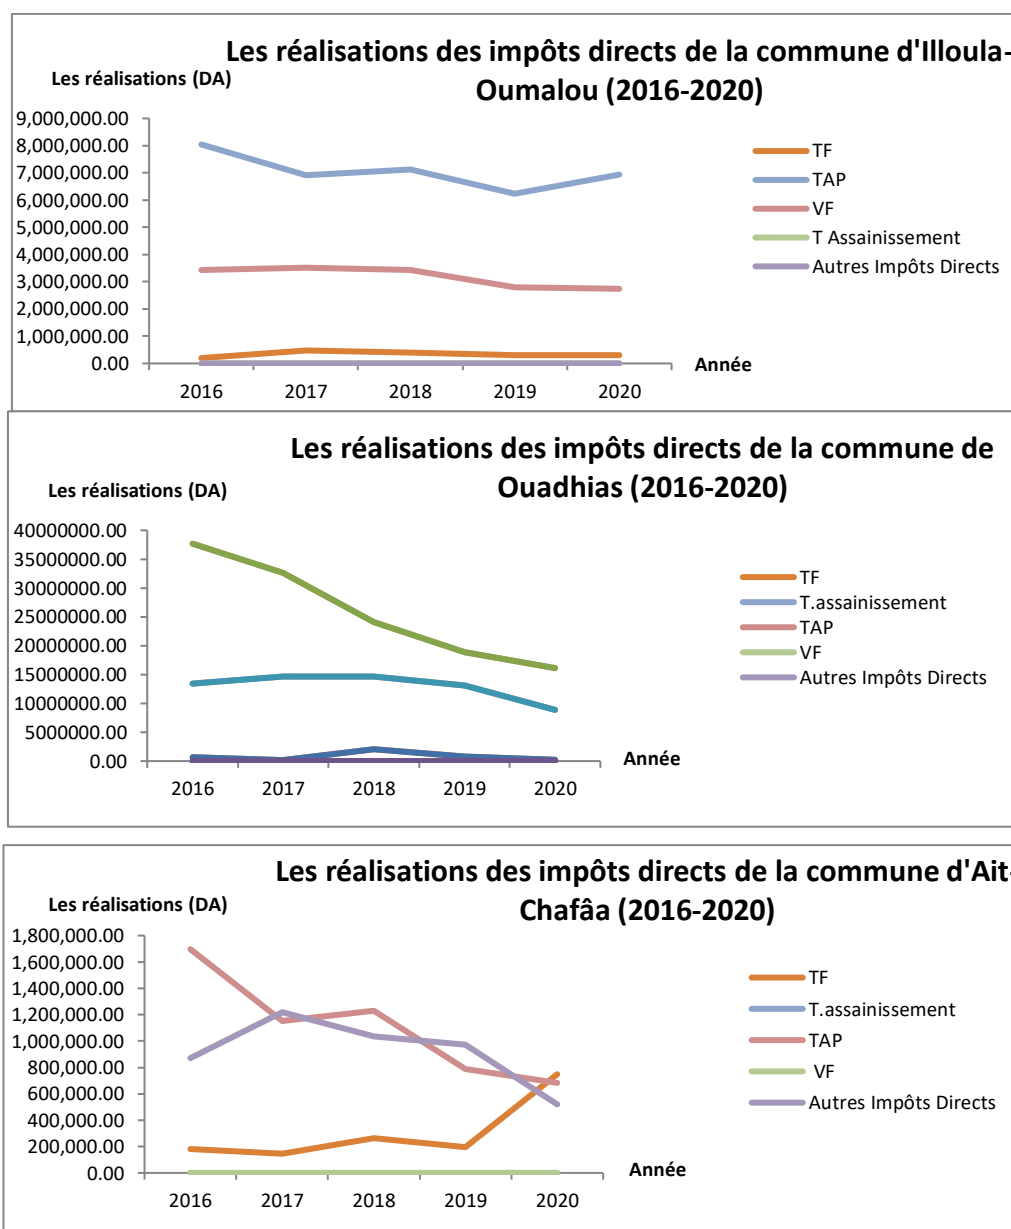 Les réalisations des impôts directs de la commune d'Illoula-
Oumalou (2016-2020)
Les réalisations (DA)
9,000,000.00
8,000,000.00
7,000,000.00
6,000,000.00
5,000,000.00
4,000,000.00
3,000,000.00
2,000,000.00
1,000,000.00
0.00
2016 2017 2018 2019 2020
Année
TF
TAP
VF
T Assainissement
Autres Impôts Directs
Les réalisations des impôts directs de la commune de
Ouadhias (2016-2020)
Les réalisations (DA)
40000000.00
35000000.00
30000000.00
25000000.00
20000000.00
15000000.00
10000000.00
5000000.00
0.00
2016 2017 2018 2019 2020
Année
TF
T.assainissement
TAP
VF
Autres Impôts Directs
Les réalisations des impôts directs de la commune d'Ait-
Chafâa (2016-2020)
Les réalisations (DA)
1,800,000.00
1,600,000.00
1,400,000.00
1,200,000.00
1,000,000.00
800,000.00
600,000.00
400,000.00
200,000.00
0.00
2016 2017 2018 2019 2020
Année
TF
T.assainissement
TAP
VF
Autres Impôts Directs